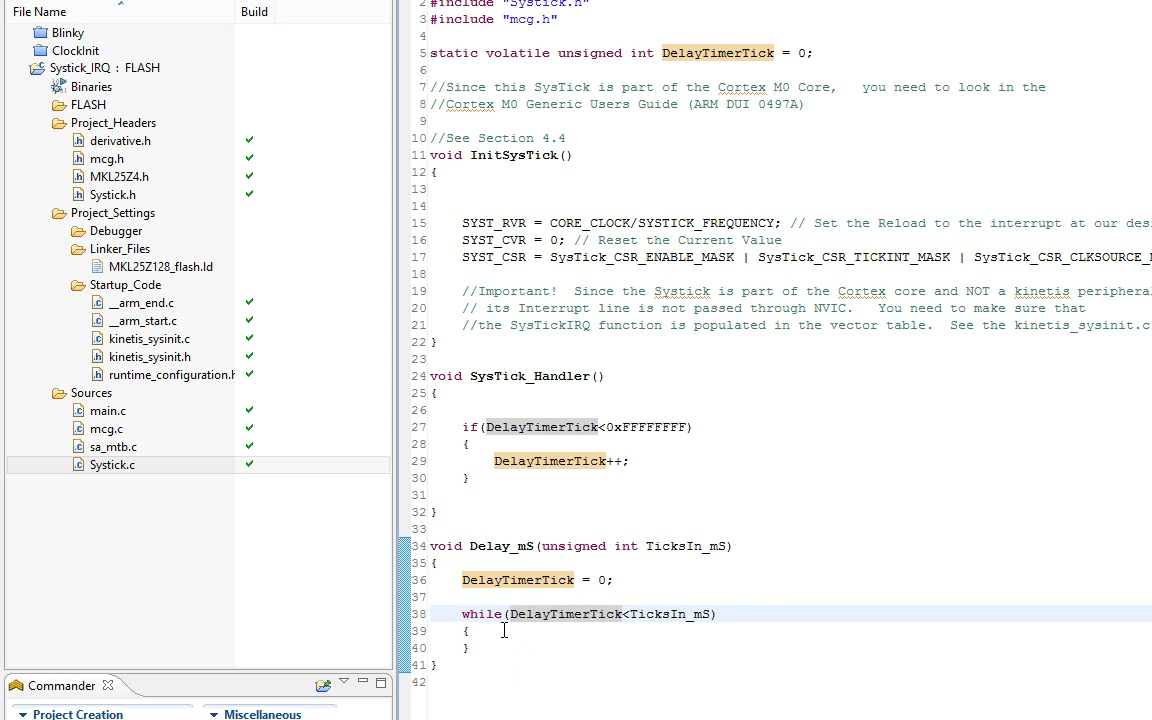 File Name Build
Blinky
ClockInit
Systick_IRQ : FLASH
Binaries
FLASH
Project_Headers
derivative.h
mcg.h
MKL25Z4.h
Systick.h
Project_Settings
Debugger
Linker_Files
MKL25Z128_flash.ld
Startup_Code
__arm_end.c
__arm_start.c
kinetis_sysinit.c
kinetis_sysinit.h
runtime_configuration.h
Sources
main.c
mcg.c
sa_mtb.c
Systick.c
Commander
Project Creation Miscellaneous
2 #include "Systick.h"
3 #include "mcg.h"
4
5 static volatile unsigned int DelayTimerTick = 0;
6
7 //Since this SysTick is part of the Cortex M0 Core, you need to look in the
8 //Cortex M0 Generic Users Guide (ARM DUI 0497A)
9
10 //See Section 4.4
11 void InitSysTick()
12 {
13
14
15 SYST_RVR = CORE_CLOCK/SYSTICK_FREQUENCY; // Set the Reload to the interrupt at our desi
16 SYST_CVR = 0; // Reset the Current Value
17 SYST_CSR = SysTick_CSR_ENABLE_MASK | SysTick_CSR_TICKINT_MASK | SysTick_CSR_CLKSOURCE_M
18
19 //Important! Since the Systick is part of the Cortex core and NOT a kinetis peripheral
20 // its Interrupt line is not passed through NVIC. You need to make sure that
21 //the SysTickIRQ function is populated in the vector table. See the kinetis_sysinit.c
22 }
23
24 void SysTick_Handler()
25 {
26
27 if(DelayTimerTick<0xFFFFFFFF)
28 {
29 DelayTimerTick++;
30 }
31
32 }
33
34 void Delay_mS(unsigned int TicksIn_mS)
35 {
36 DelayTimerTick = 0;
37
38 while(DelayTimerTick<TicksIn_mS)
39 {
40 }
41 }
42